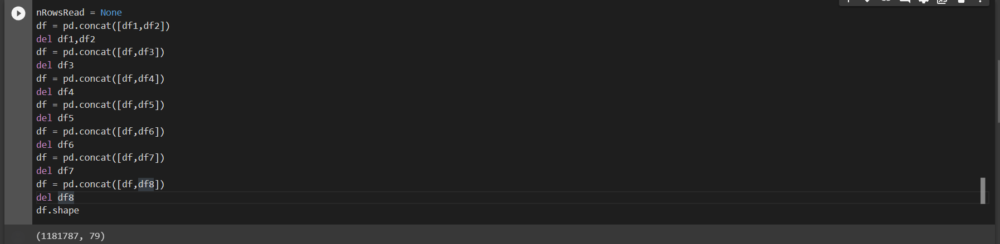 nRowsRead = None
df = pd.concat([df1,df2])
del df1,df2
df = pd.concat([df,df3])
del df3
df = pd.concat([df,df4])
del df4
df = pd.concat([df,df5])
del df5
df = pd.concat([df,df6])
del df6
df = pd.concat([df,df7])
del df7
df = pd.concat([df,df8])
del df8
df.shape
(1181787, 79)